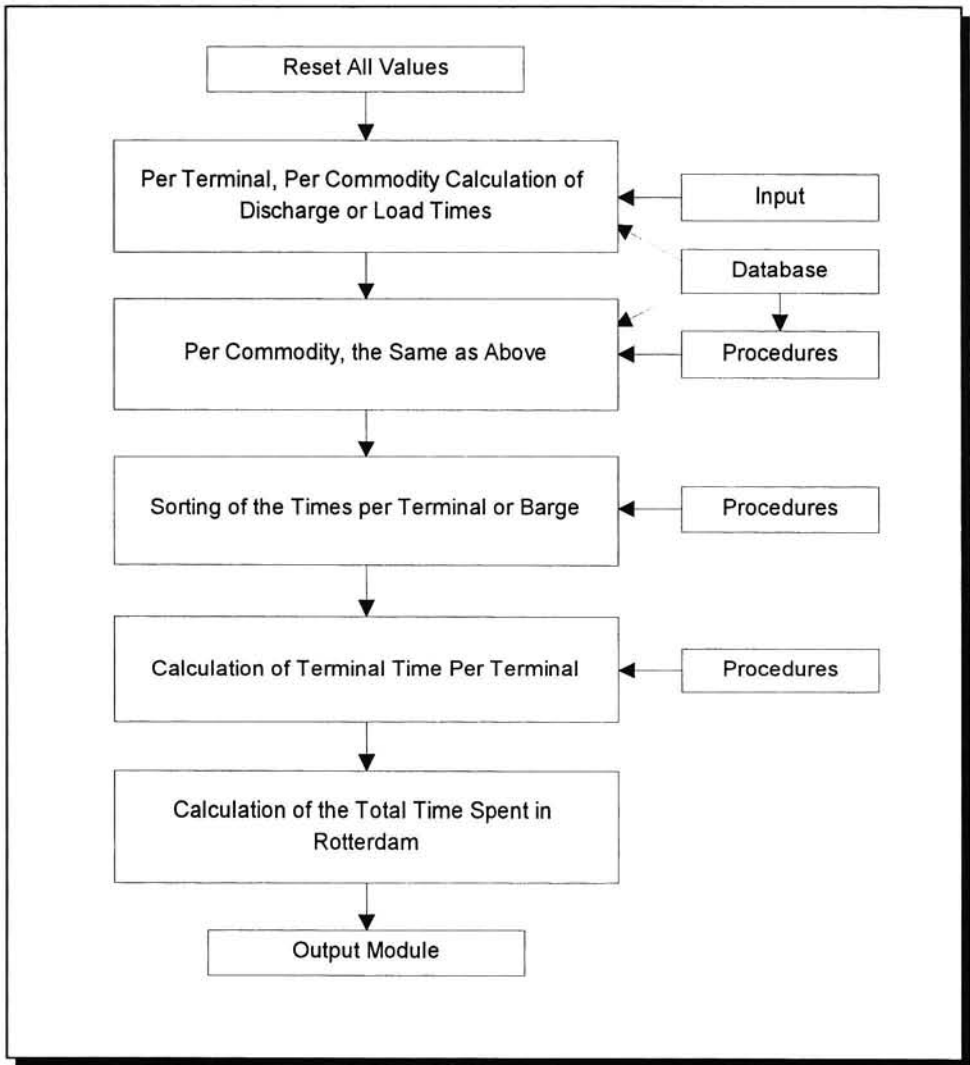 Reset All Values
Per Terminal, Per Commodity Calculation of
Discharge or Load Times
Input
Database
Per Commodity, the Same as Above
Procedures
Sorting of the Times per Terminal or Barge
Procedures
Calculation of Terminal Time Per Terminal
Procedures
Calculation of the Total Time Spent in
Rotterdam
Output Module